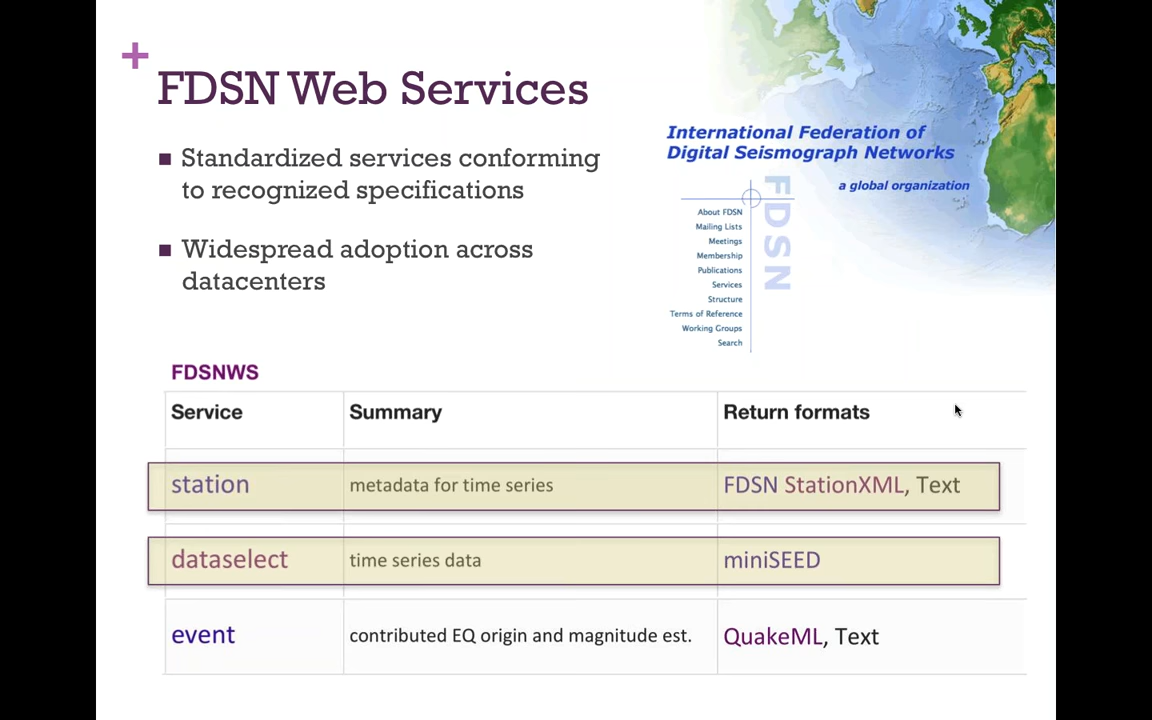 +
FDSN Web Services
■ Standardized services conforming
to recognized specifications
■ Widespread adoption across
datacenters
International Federation of
Digital Seismograph Networks
a global organization
FDSN
About FDSN
Mailing Lists
Meetings
Membership
Publications
Services
Structure
Terms of Reference
Working Groups
Search
FDSNWS
Service Summary Return formats
station metadata for time series FDSN StationXML, Text
dataselect time series data miniSEED
event contributed EQ origin and magnitude est. QuakeML, Text